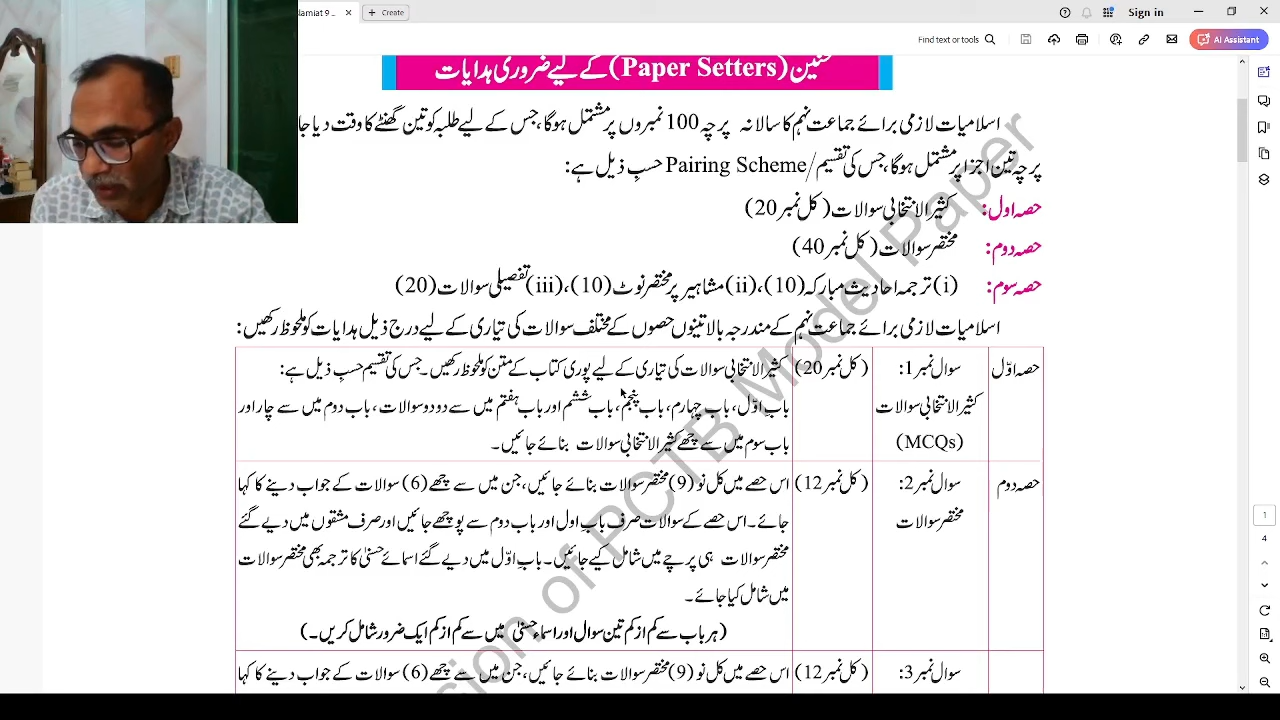 lamiat 9 ...
Create
Sign in
Find text or tools
AI Assistant
(Paper Setters) کے لیے ضروری ہدایات
اسلامیات لازمی برائے جماعت نہم کا سالانہ پرچہ 100 نمبروں پر مشتمل ہوگا، جس کے لیے طلبہ کو تین گھنٹے کا وقت دیا
پرچہ تین اجزا پر مشتمل ہوگا، جس کی تقسیم/Pairing Scheme حسبِ ذیل ہے:
حصہ اول: کثیر الانتخابی سوالات (کل نمبر 20)
حصہ دوم: مختصر سوالات (کل نمبر 40)
حصہ سوم: (i) ترجمہ احادیث مبارکہ (10)، (ii) مشاہیر پر مختصر نوٹ (10)، (iii) تفصیلی سوالات (20)
اسلامیات لازمی برائے جماعت نہم کے مندرجہ بالا تینوں حصوں کے مختلف سوالات کی تیاری کے لیے درج ذیل ہدایات کو ملحوظ رکھیں:
حصہ اوّل
سوال نمبر 1:
کثیر الانتخابی سوالات
(MCQs)
(کل نمبر 20)
کثیر الانتخابی سوالات کی تیاری کے لیے پوری کتاب کے متن کو ملحوظ رکھیں۔ جس کی تقسیم حسبِ ذیل ہے:
باب اوّل، باب چہارم، باب پنجم، باب ششم اور باب ہفتم میں سے دو دو سوالات، باب دوم میں سے چار اور
باب سوم میں سے چھے کثیر الانتخابی سوالات بنائے جائیں۔
حصہ دوم
سوال نمبر 2:
مختصر سوالات
(کل نمبر 12)
اس حصے میں کل نو (9) مختصر سوالات بنائے جائیں، جن میں سے چھے (6) سوالات کے جواب دینے کا کہا
جائے۔ اس حصے کے سوالات صرف باب اول اور باب دوم سے پوچھے جائیں اور صرف مشقوں میں دیے گئے
مختصر سوالات ہی پرچے میں شامل کیے جائیں۔ باب اوّل میں دیے گئے اسمائے حسنیٰ کا ترجمہ بھی مختصر سوالات
میں شامل کیا جائے۔
(ہر باب سے کم از کم تین سوال اور اسماء حسنیٰ میں سے کم از کم ایک ضرور شامل کریں۔)
سوال نمبر 3:
(کل نمبر 12)
اس حصے میں کل نو (9) مختصر سوالات بنائے جائیں، جن میں سے چھے (6) سوالات کے جواب دینے کا کہا
sion of PCTB Model Paper
1
4